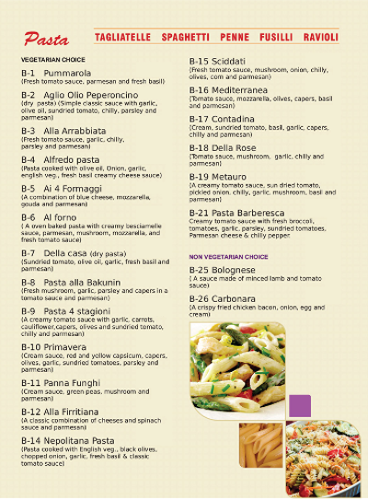 Pasta
TAGLIATELLE SPAGHETTI PENNE FUSILLI RAVIOLI
VEGETARIAN CHOICE
B-1 Pummarola
(Fresh tomato sauce, parmesan and fresh basil)
B-2 Aglio Olio Peperoncino
(dry pasta) (Simple classic sauce with garlic,
olive oil, sundried tomato, chilly, parsley and
parmesan)
B-3 Alla Arrabbiata
(Fresh tomato sauce, garlic, chilly,
parsley and parmesan)
B-4 Alfredo pasta
(Pasta cooked with olive oil, Onion, garlic,
english veg., fresh basil creamy cheese sauce)
B-5 Ai 4 Formaggi
(A combination of blue cheese, mozzarella,
gouda and parmesan)
B-6 Al forno
( A oven baked pasta with creamy besciamelle
sauce, parmesan, mushroom, mozzarella, and
fresh tomato sauce)
B-7 Della casa (dry pasta)
(Sundried tomato, olive oil, garlic, fresh basil and
parmesan)
B-8 Pasta alla Bakunin
(Fresh mushroom, garlic, parsley and capers in a
tomato sauce and parmesan)
B-9 Pasta 4 stagioni
(A creamy tomato sauce with garlic, carrots,
cauliflower,capers, olives and sundried tomato,
chilly and parmesan)
B-10 Primavera
(Cream sauce, red and yellow capsicum, capers,
olives, garlic, sundried tomatoes, parsley and
parmesan)
B-11 Panna Funghi
(Cream sauce, green peas, mushroom and
parmesan)
B-12 Alla Firritiana
(A classic combination of cheeses and spinach
sauce and parmesan)
B-14 Nepolitana Pasta
(Pasta cooked with English veg., black olives,
chopped onion, garlic, fresh basil & classic
tomato sauce)
B-15 Sciddati
(Fresh tomato sauce, mushroom, onion, chilly,
olives, corn and parmesan)
B-16 Mediterranea
(Tomato sauce, mozzarella, olives, capers, basil
and parmesan)
B-17 Contadina
(Cream, sundried tomato, basil, garlic, capers,
chilly and parmesan)
B-18 Della Rose
(Tomato sauce, mushroom, garlic, chilly and
parmesan)
B-19 Metauro
(A creamy tomato sauce, sun dried tomato,
pickled onion, chilly, garlic, mushroom, basil and
parmesan)
B-21 Pasta Barberesca
Creamy tomato sauce with fresh broccoli,
tomatoes, garlic, parsley, sundried tomatoes,
Parmesan cheese & chilly pepper.
NON VEGETARIAN CHOICE
B-25 Bolognese
( A sauce made of minced lamb and tomato
sauce)
B-26 Carbonara
(A crispy fried chicken bacon, onion, egg and
cream)